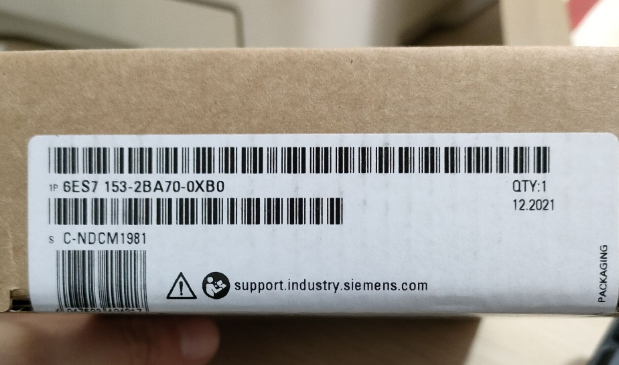 1P 6ES7 153-2BA70-0XB0
QTY:1
12.2021
S C-NDCM1981
support.industry.siemens.com
PACKAGING